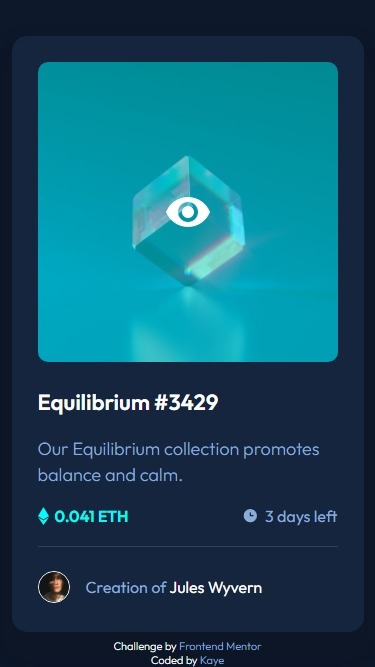 Equilibrium #3429
Our Equilibrium collection promotes
balance and calm.
0.041 ETH
3 days left
Creation of Jules Wyvern
Challenge by Frontend Mentor
Coded by Kaye